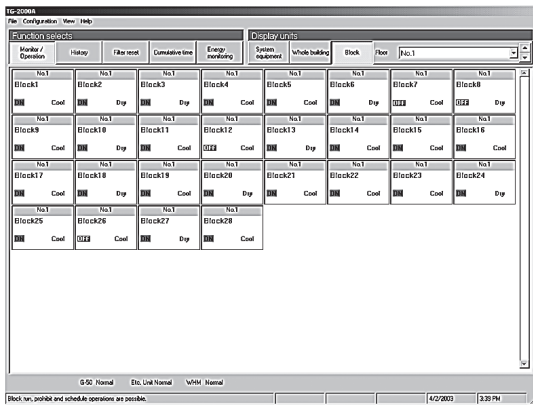 TG-2000A
File Configuration View Help
Function selects Display units
Monitor / Operation History Filter reset Cumulative time Energy monitoring System equipment Whole building Block Floor No.1
No.1 No.1 No.1 No.1 No.1 No.1 No.1 No.1
Block1 Block2 Block3 Block4 Block5 Block6 Block7 Block8
ON Cool ON Dry ON Dry ON Cool ON Cool ON Dry OFF Cool OFF Dry
No.1 No.1 No.1 No.1 No.1 No.1 No.1 No.1
Block9 Block10 Block11 Block12 Block13 Block14 Block15 Block16
ON Cool ON Dry ON Cool OFF Cool ON Dry ON Cool ON Cool ON Cool
No.1 No.1 No.1 No.1 No.1 No.1 No.1 No.1
Block17 Block18 Block19 Block20 Block21 Block22 Block23 Block24
ON Cool ON Dry ON Cool ON Dry ON Cool ON Cool ON Cool ON Dry
No.1 No.1 No.1 No.1
Block25 Block26 Block27 Block28
ON Cool OFF Cool ON Dry ON Cool
G-50 Normal Etc. Unit Normal WHM Normal
Block run, prohibit and schedule operations are possible. 4/2/2003 3:39 PM